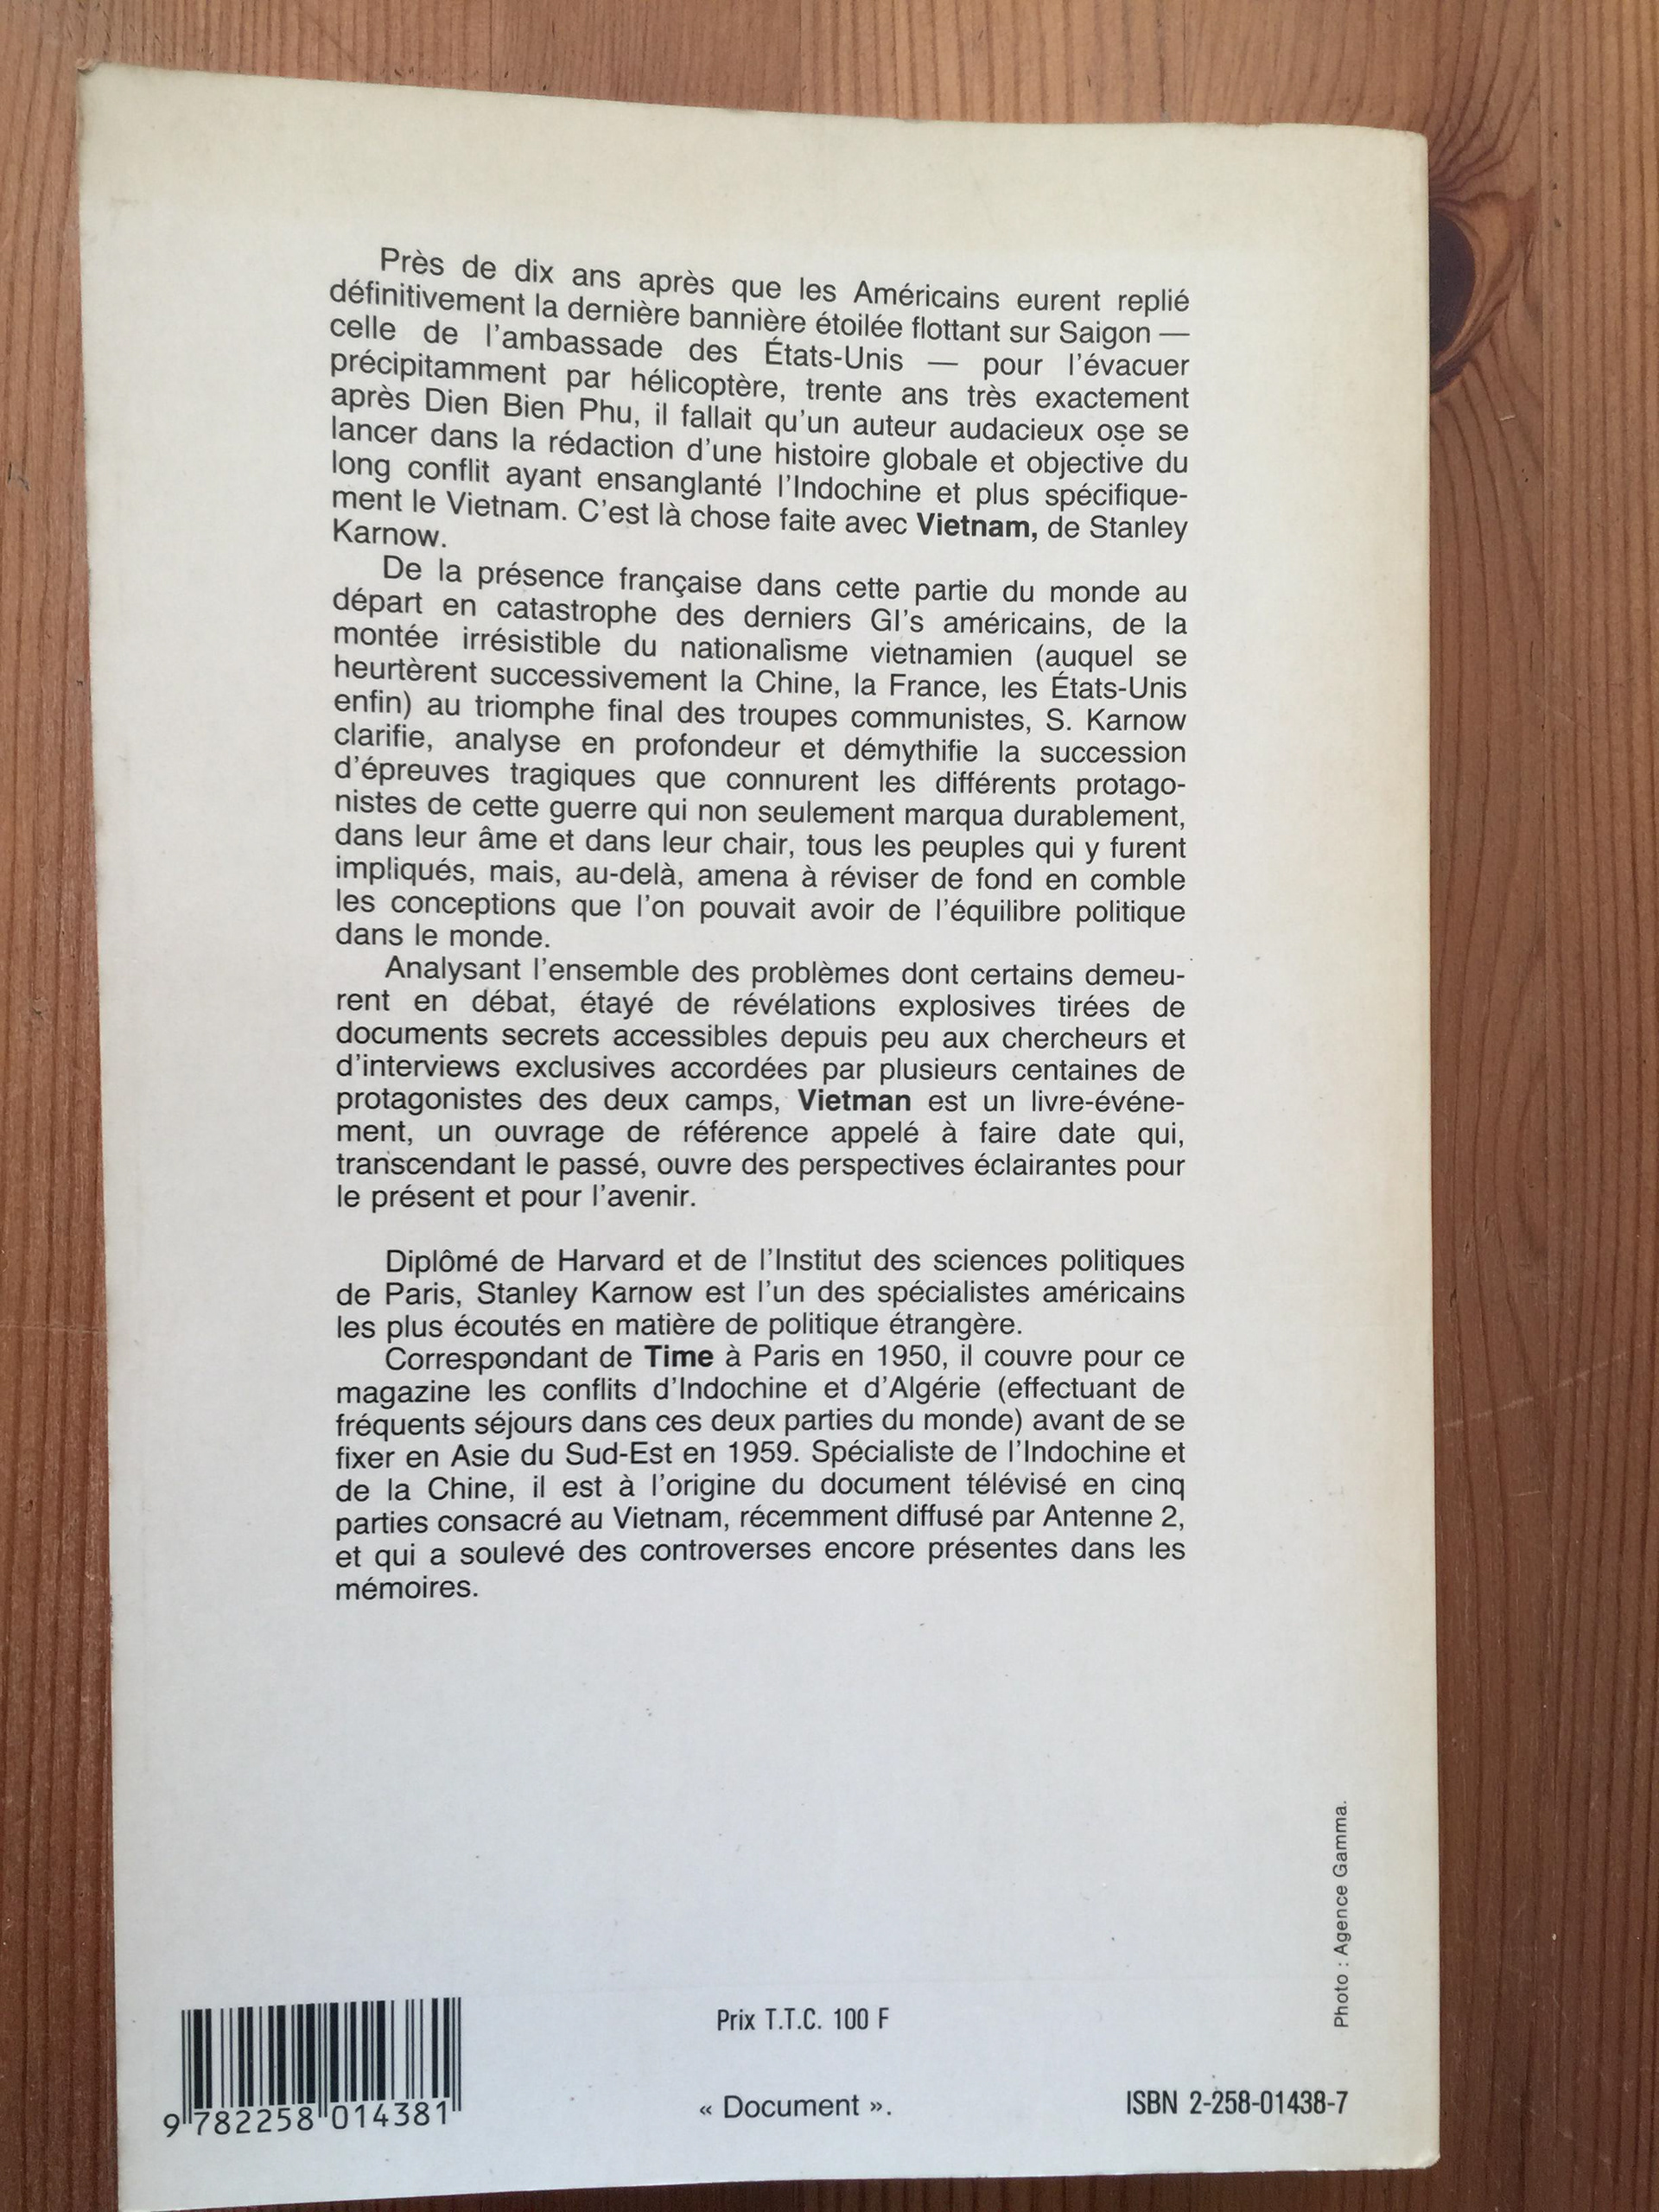 Près de dix ans après que les Américains eurent replié
définitivement la dernière bannière étoilée flottant sur Saigon —
celle de l'ambassade des États-Unis — pour l'évacuer
précipitamment par hélicoptère, trente ans très exactement
après Dien Bien Phu, il fallait qu'un auteur audacieux ose se
lancer dans la rédaction d'une histoire globale et objective du
long conflit ayant ensanglanté l'Indochine et plus spécifique-
ment le Vietnam. C'est là chose faite avec Vietnam, de Stanley
Karnow.
De la présence française dans cette partie du monde au
départ en catastrophe des derniers GI's américains, de la
montée irrésistible du nationalisme vietnamien (auquel se
heurtèrent successivement la Chine, la France, les États-Unis
enfin) au triomphe final des troupes communistes, S. Karnow
clarifie, analyse en profondeur et démythifie la succession
d'épreuves tragiques que connurent les différents protago-
nistes de cette guerre qui non seulement marqua durablement,
dans leur âme et dans leur chair, tous les peuples qui y furent
impliqués, mais, au-delà, amena à réviser de fond en comble
les conceptions que l'on pouvait avoir de l'équilibre politique
dans le monde.
Analysant l'ensemble des problèmes dont certains demeu-
rent en débat, étayé de révélations explosives tirées de
documents secrets accessibles depuis peu aux chercheurs et
d'interviews exclusives accordées par plusieurs centaines de
protagonistes des deux camps, Vietman est un livre-événe-
ment, un ouvrage de référence appelé à faire date qui,
transcendant le passé, ouvre des perspectives éclairantes pour
le présent et pour l'avenir.
Diplômé de Harvard et de l'Institut des sciences politiques
de Paris, Stanley Karnow est l'un des spécialistes américains
les plus écoutés en matière de politique étrangère.
Correspondant de Time à Paris en 1950, il couvre pour ce
magazine les conflits d'Indochine et d'Algérie (effectuant de
fréquents séjours dans ces deux parties du monde) avant de se
fixer en Asie du Sud-Est en 1959. Spécialiste de l'Indochine et
de la Chine, il est à l'origine du document télévisé en cinq
parties consacré au Vietnam, récemment diffusé par Antenne 2,
et qui a soulevé des controverses encore présentes dans les
mémoires.
Photo : Agence Gamma.
Prix T.T.C. 100 F
« Document ».
ISBN 2-258-01438-7
9 782258 014381